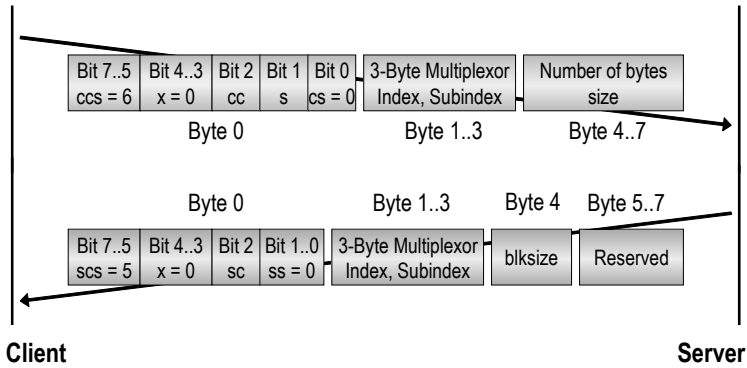 Bit 7..5 Bit 4..3 Bit 2 Bit 1 Bit 0 3-Byte Multiplexor Number of bytes
ccs = 6 x = 0 cc s cs = 0 Index, Subindex size
Byte 0 Byte 1..3 Byte 4..7
Byte 0 Byte 1..3 Byte 4 Byte 5..7
Bit 7..5 Bit 4..3 Bit 2 Bit 1..0 3-Byte Multiplexor blksize Reserved
scs = 5 x = 0 sc ss = 0 Index, Subindex
Client Server